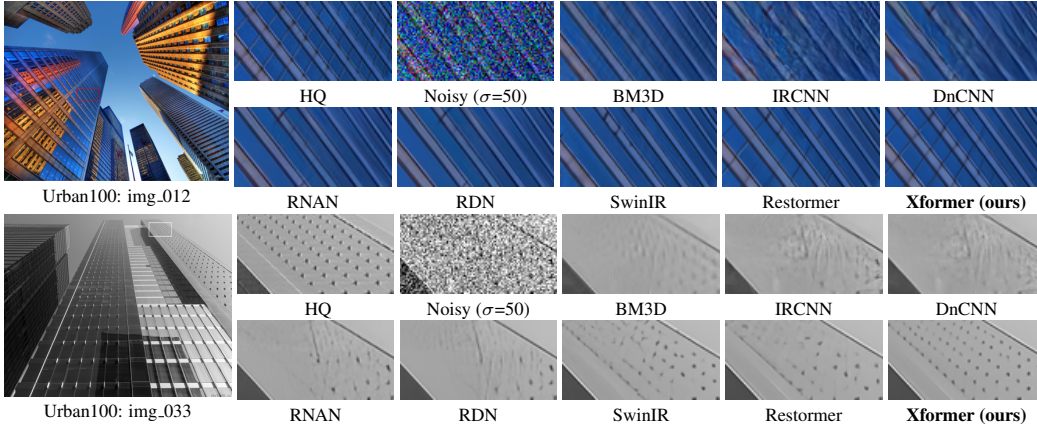 HQ
Noisy (σ=50)
BM3D
IRCNN
DnCNN
Urban100: img_012
RNAN
RDN
SwinIR
Restormer
Xformer (ours)
HQ
Noisy (σ=50)
BM3D
IRCNN
DnCNN
Urban100: img_033
RNAN
RDN
SwinIR
Restormer
Xformer (ours)